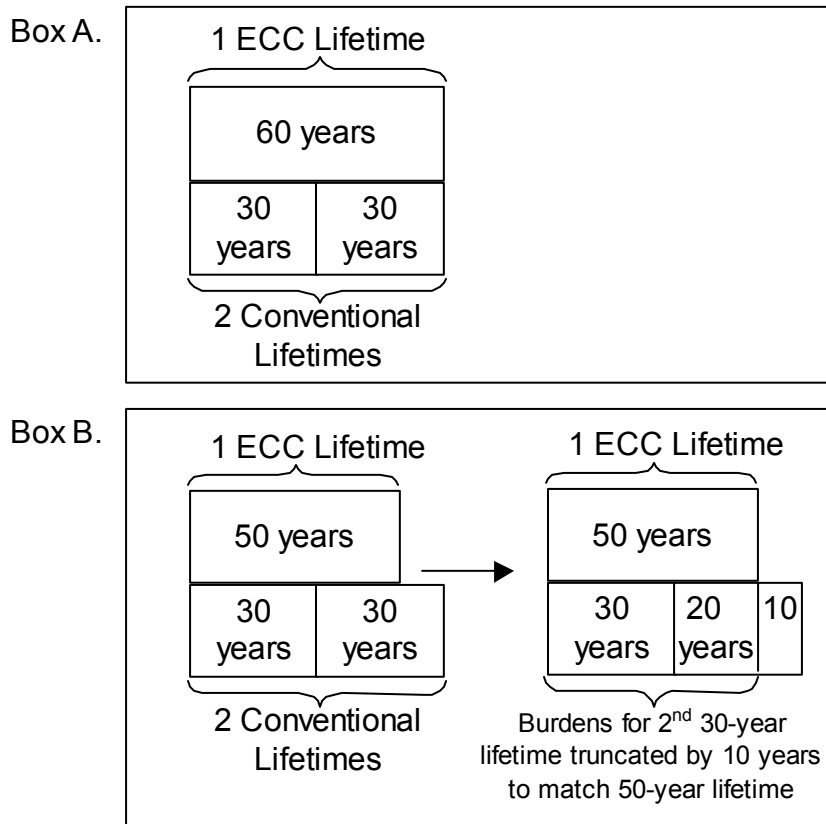 Box A.
1 ECC Lifetime
60 years
30
years
30
years
2 Conventional
Lifetimes
Box B.
1 ECC Lifetime
50 years
30
years
30
years
2 Conventional
Lifetimes
1 ECC Lifetime
50 years
30
years
20
years
10
Burdens for 2nd 30-year
lifetime truncated by 10 years
to match 50-year lifetime